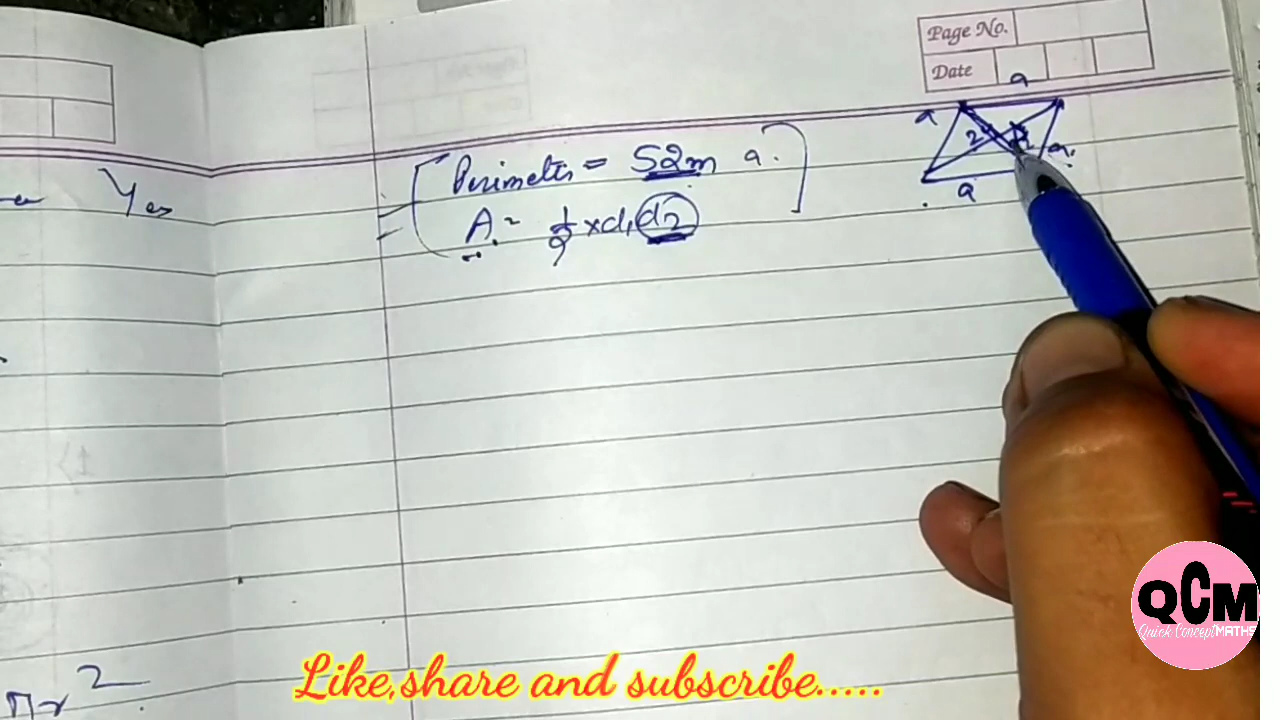 Page No.
Date
a
a
2
a
a
Yes
Perimeter = 52m a.
A = 1/2 × d1 d2
πr2
QCM
Quick Concept MATHS
Like,share and subscribe.....